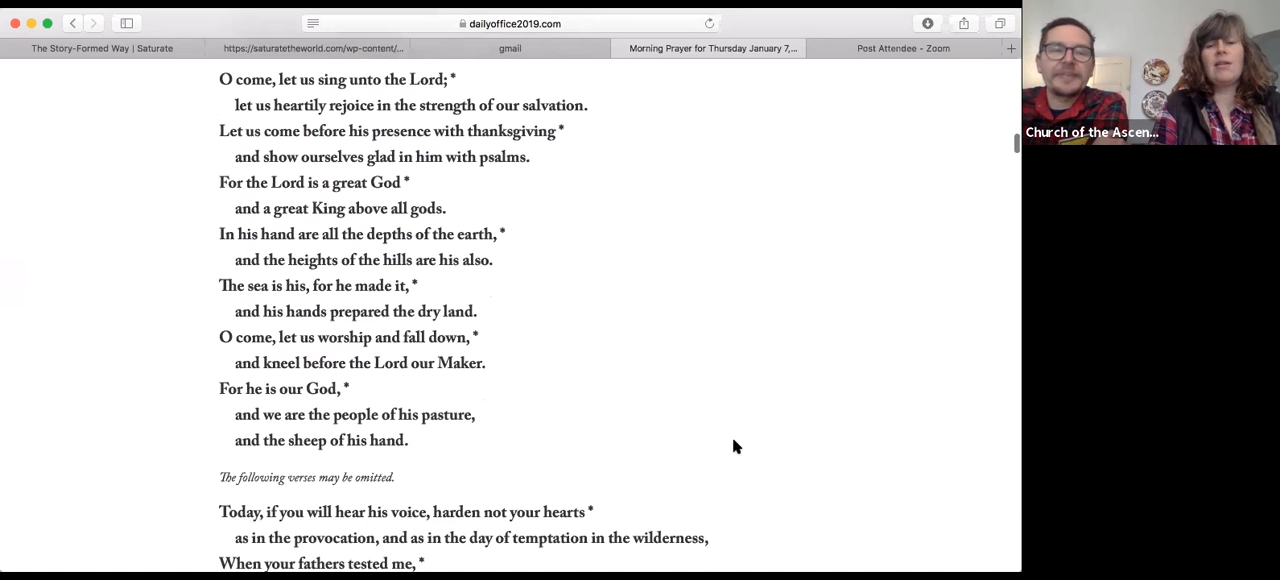 dailyoffice2019.com
The Story-Formed Way | Saturate
https://saturatetheworld.com/wp-content/...
gmail
Morning Prayer for Thursday January 7,...
Post Attendee - Zoom
O come, let us sing unto the Lord; *
let us heartily rejoice in the strength of our salvation.
Let us come before his presence with thanksgiving *
and show ourselves glad in him with psalms.
For the Lord is a great God *
and a great King above all gods.
In his hand are all the depths of the earth, *
and the heights of the hills are his also.
The sea is his, for he made it, *
and his hands prepared the dry land.
O come, let us worship and fall down, *
and kneel before the Lord our Maker.
For he is our God, *
and we are the people of his pasture,
and the sheep of his hand.
The following verses may be omitted.
Today, if you will hear his voice, harden not your hearts *
as in the provocation, and as in the day of temptation in the wilderness,
When your fathers tested me, *
Church of the Ascen...